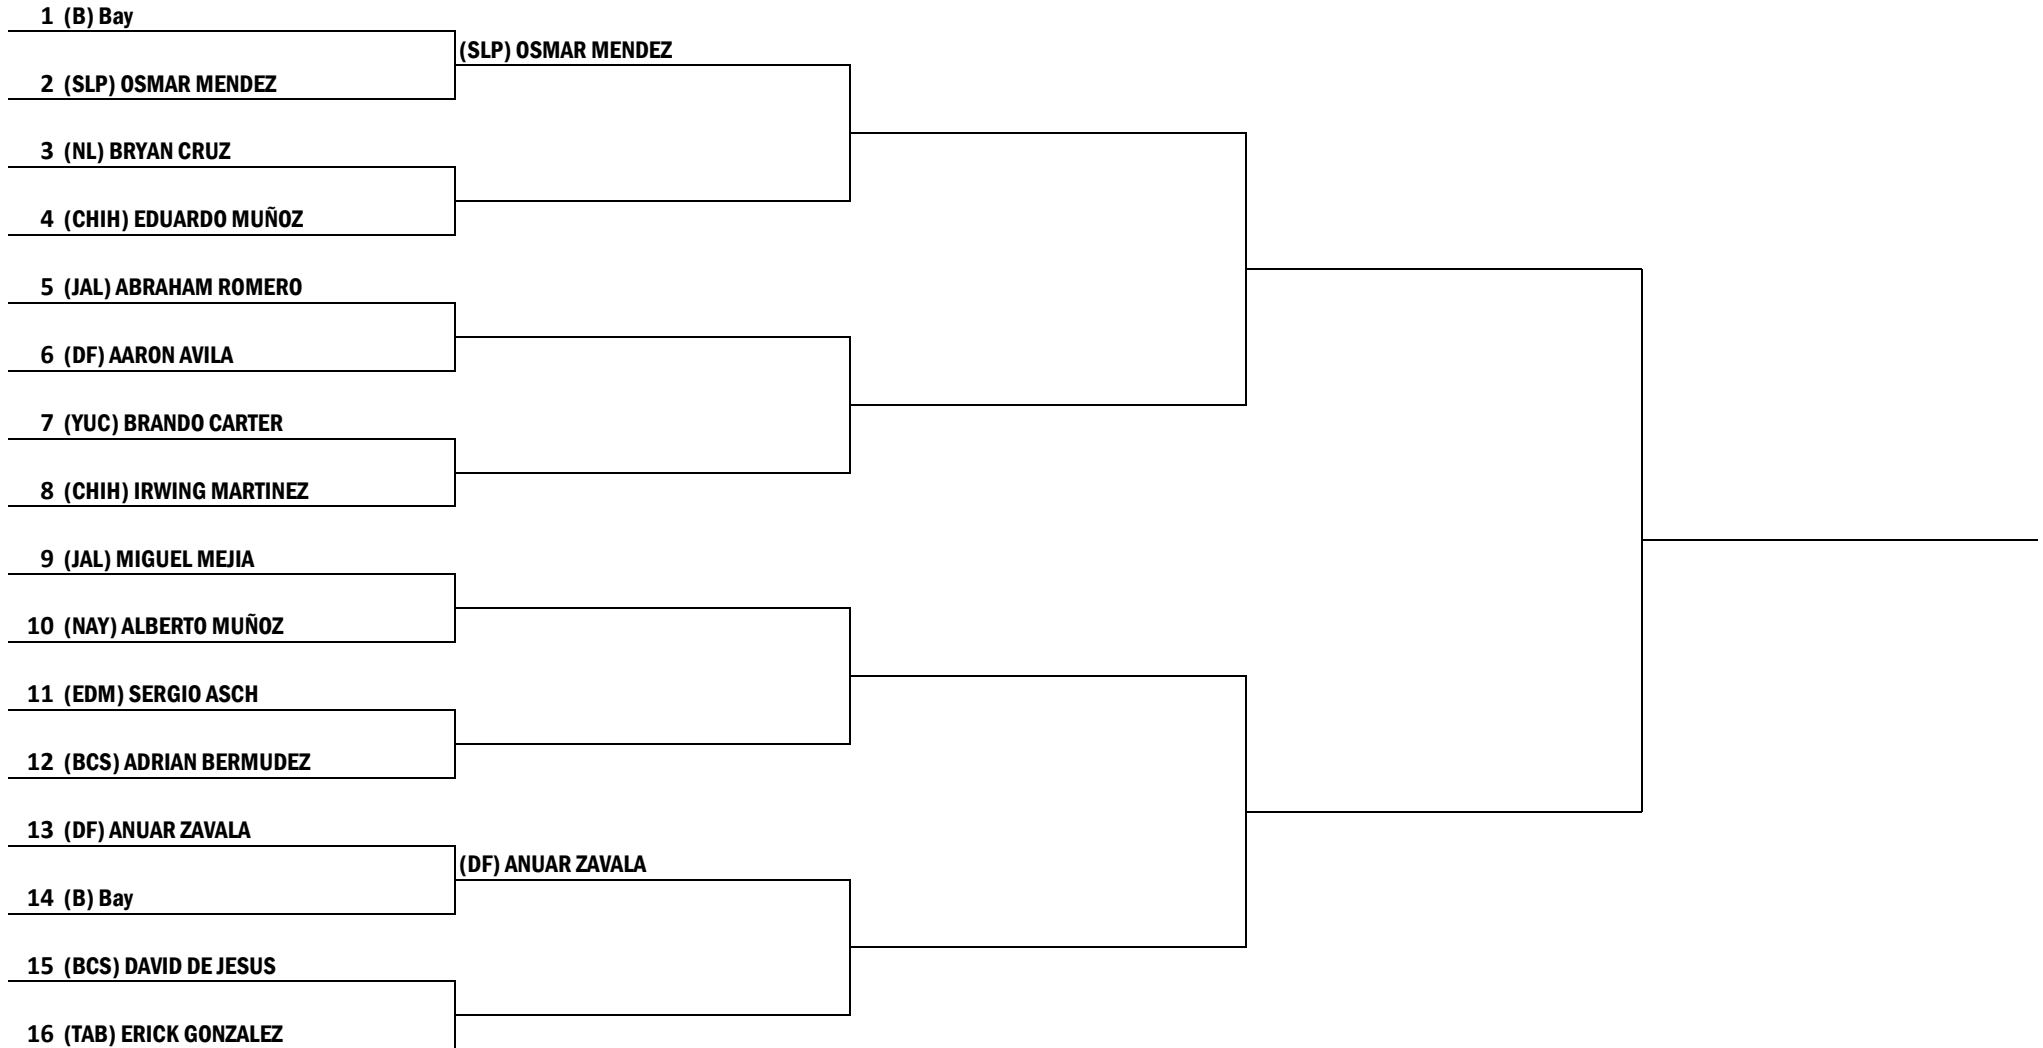 1 (B) Bay
(SLP) OSMAR MENDEZ
2 (SLP) OSMAR MENDEZ
3 (NL) BRYAN CRUZ
4 (CHIH) EDUARDO MUÑOZ
5 (JAL) ABRAHAM ROMERO
6 (DF) AARON AVILA
7 (YUC) BRANDO CARTER
8 (CHIH) IRWING MARTINEZ
9 (JAL) MIGUEL MEJIA
10 (NAY) ALBERTO MUÑOZ
11 (EDM) SERGIO ASCH
12 (BCS) ADRIAN BERMUDEZ
13 (DF) ANUAR ZAVALA
(DF) ANUAR ZAVALA
14 (B) Bay
15 (BCS) DAVID DE JESUS
16 (TAB) ERICK GONZALEZ